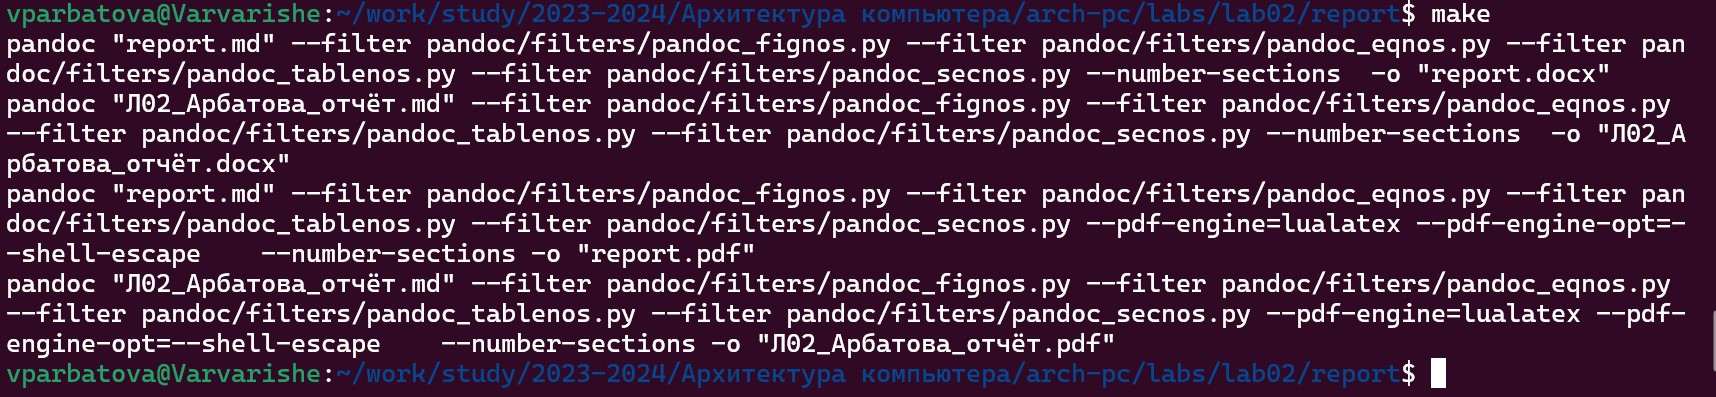 vparbatova@Varvarishe:~/work/study/2023-2024/Архитектура компьютера/arch-pc/labs/lab02/report$ make
pandoc "report.md" --filter pandoc/filters/pandoc_fignos.py --filter pandoc/filters/pandoc_eqnos.py --filter pan
doc/filters/pandoc_tablenos.py --filter pandoc/filters/pandoc_secnos.py --number-sections  -o "report.docx"
pandoc "Л02_Арбатова_отчёт.md" --filter pandoc/filters/pandoc_fignos.py --filter pandoc/filters/pandoc_eqnos.py
--filter pandoc/filters/pandoc_tablenos.py --filter pandoc/filters/pandoc_secnos.py --number-sections  -o "Л02_А
рбатова_отчёт.docx"
pandoc "report.md" --filter pandoc/filters/pandoc_fignos.py --filter pandoc/filters/pandoc_eqnos.py --filter pan
doc/filters/pandoc_tablenos.py --filter pandoc/filters/pandoc_secnos.py --pdf-engine=lualatex --pdf-engine-opt=-
-shell-escape    --number-sections -o "report.pdf"
pandoc "Л02_Арбатова_отчёт.md" --filter pandoc/filters/pandoc_fignos.py --filter pandoc/filters/pandoc_eqnos.py
--filter pandoc/filters/pandoc_tablenos.py --filter pandoc/filters/pandoc_secnos.py --pdf-engine=lualatex --pdf-
engine-opt=--shell-escape    --number-sections -o "Л02_Арбатова_отчёт.pdf"
vparbatova@Varvarishe:~/work/study/2023-2024/Архитектура компьютера/arch-pc/labs/lab02/report$